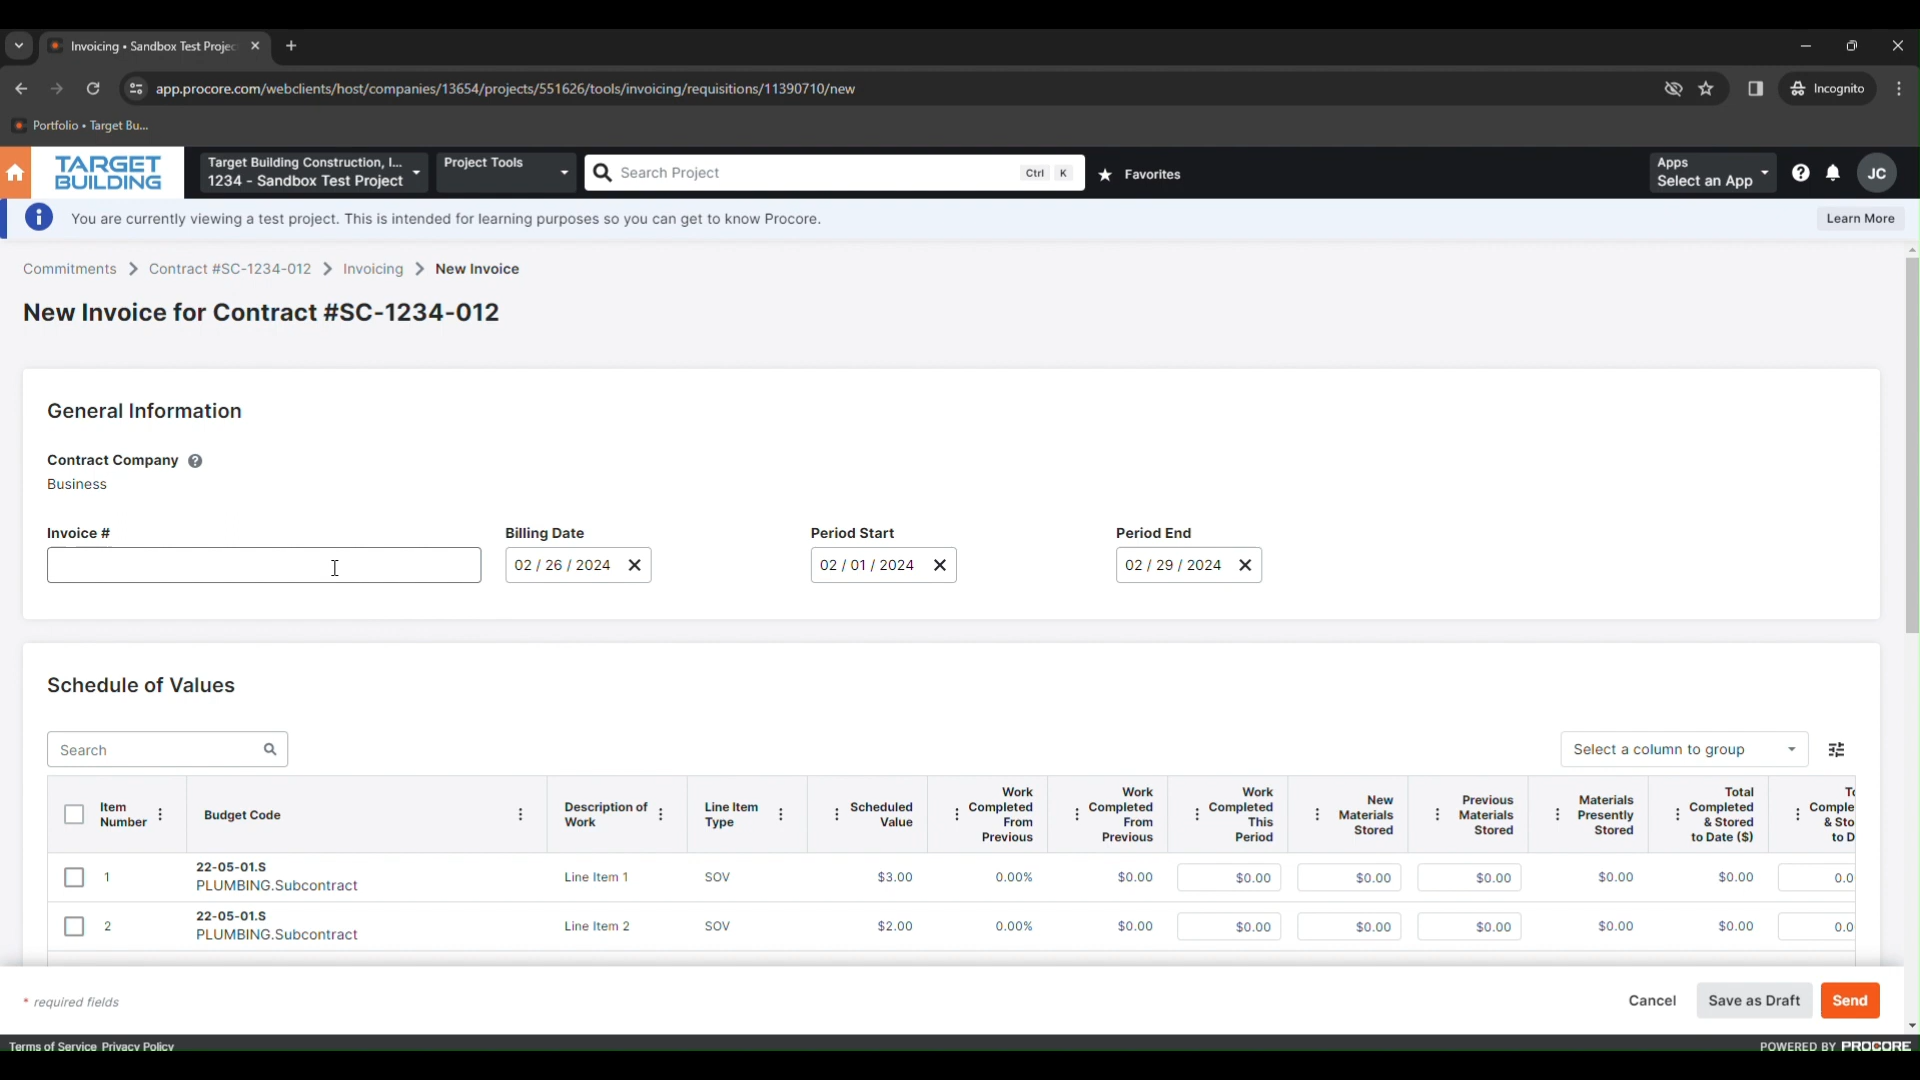 Invoicing • Sandbox Test Projec
app.procore.com/webclients/host/companies/13654/projects/551626/tools/invoicing/requisitions/11390710/new
Incognito
Portfolio • Target Bu...
TARGET
BUILDING
Target Building Construction, I...
1234 - Sandbox Test Project
Project Tools
Search Project
Ctrl K
Favorites
Apps
Select an App
JC
You are currently viewing a test project. This is intended for learning purposes so you can get to know Procore.
Learn More
Commitments > Contract #SC-1234-012 > Invoicing > New Invoice
New Invoice for Contract #SC-1234-012
General Information
Contract Company
Business
Invoice # Billing Date Period Start Period End
02 / 26 / 2024 02 / 01 / 2024 02 / 29 / 2024
Schedule of Values
Search
Select a column to group
Item Number
Budget Code
Description of Work
Line Item Type
Scheduled Value
Work Completed From Previous
Work Completed From Previous
Work Completed This Period
New Materials Stored
Previous Materials Stored
Materials Presently Stored
Total Completed & Stored to Date ($)
To Comple & Sto to D
1 22-05-01.S PLUMBING.Subcontract Line Item 1 SOV $3.00 0.00% $0.00 $0.00 $0.00 $0.00 $0.00 $0.00 0.0
2 22-05-01.S PLUMBING.Subcontract Line Item 2 SOV $2.00 0.00% $0.00 $0.00 $0.00 $0.00 $0.00 $0.00 0.0
* required fields
Cancel Save as Draft Send
Terms of Service Privacy Policy
POWERED BY PROCORE